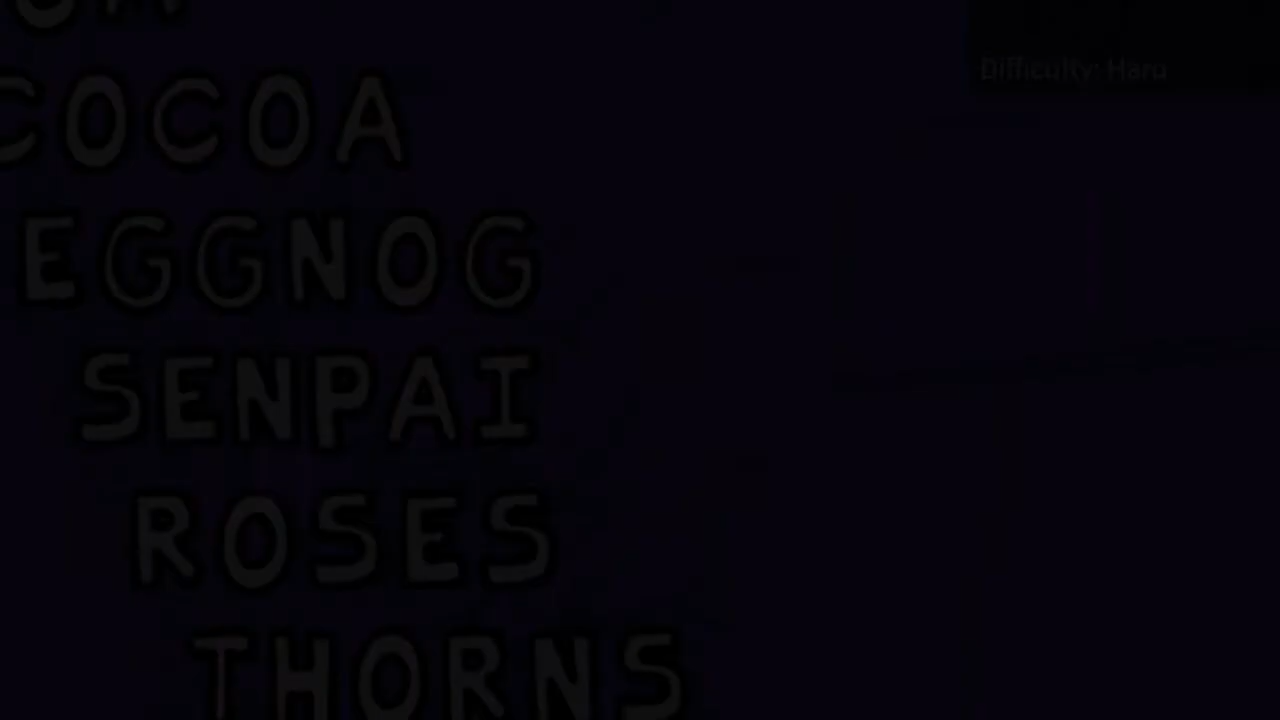 Difficulty: Hard
COCOA
EGGNOG
SENPAI
ROSES
THORNS